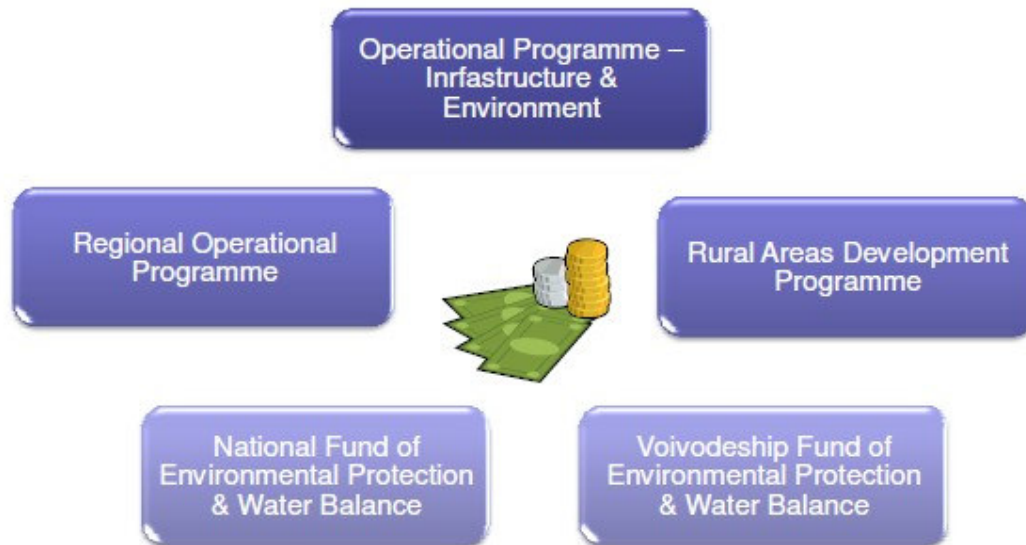 Operational Programme –
Inrfastructure &
Environment
Regional Operational
Programme
Rural Areas Development
Programme
National Fund of
Environmental Protection
& Water Balance
Voivodeship Fund of
Environmental Protection
& Water Balance